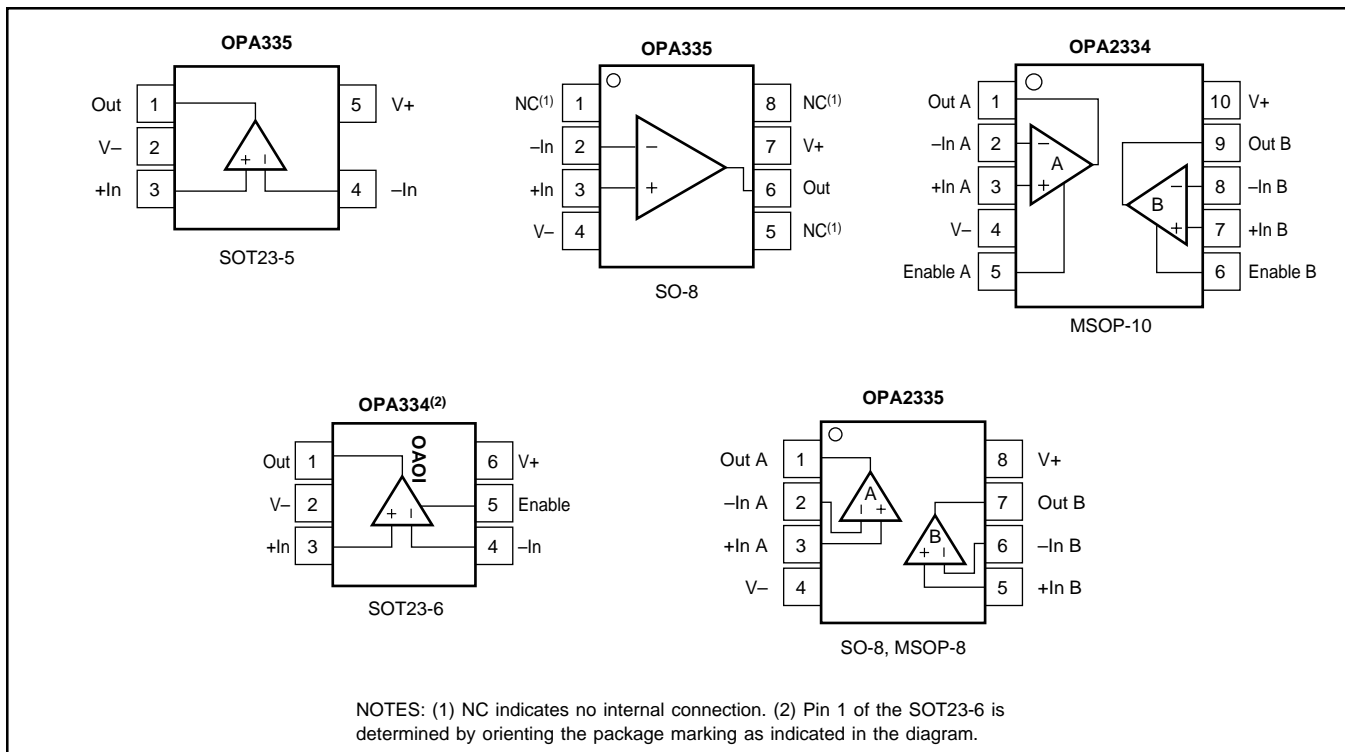 OPA335
Out 1
V– 2
+In 3
5 V+
4 –In
+ –
SOT23-5
OPA335
NC(1) 1
–In 2
+In 3
V– 4
8 NC(1)
7 V+
6 Out
5 NC(1)
–
+
SO-8
OPA2334
Out A 1
–In A 2
+In A 3
V– 4
Enable A 5
10 V+
9 Out B
8 –In B
7 +In B
6 Enable B
–
A
+
–
B
+
MSOP-10
OPA334(2)
Out 1
V– 2
+In 3
6 V+
5 Enable
4 –In
OAOI
+ –
SOT23-6
OPA2335
Out A 1
–In A 2
+In A 3
V– 4
8 V+
7 Out B
6 –In B
5 +In B
A
– +
B
+ –
SO-8, MSOP-8
NOTES: (1) NC indicates no internal connection. (2) Pin 1 of the SOT23-6 is
determined by orienting the package marking as indicated in the diagram.